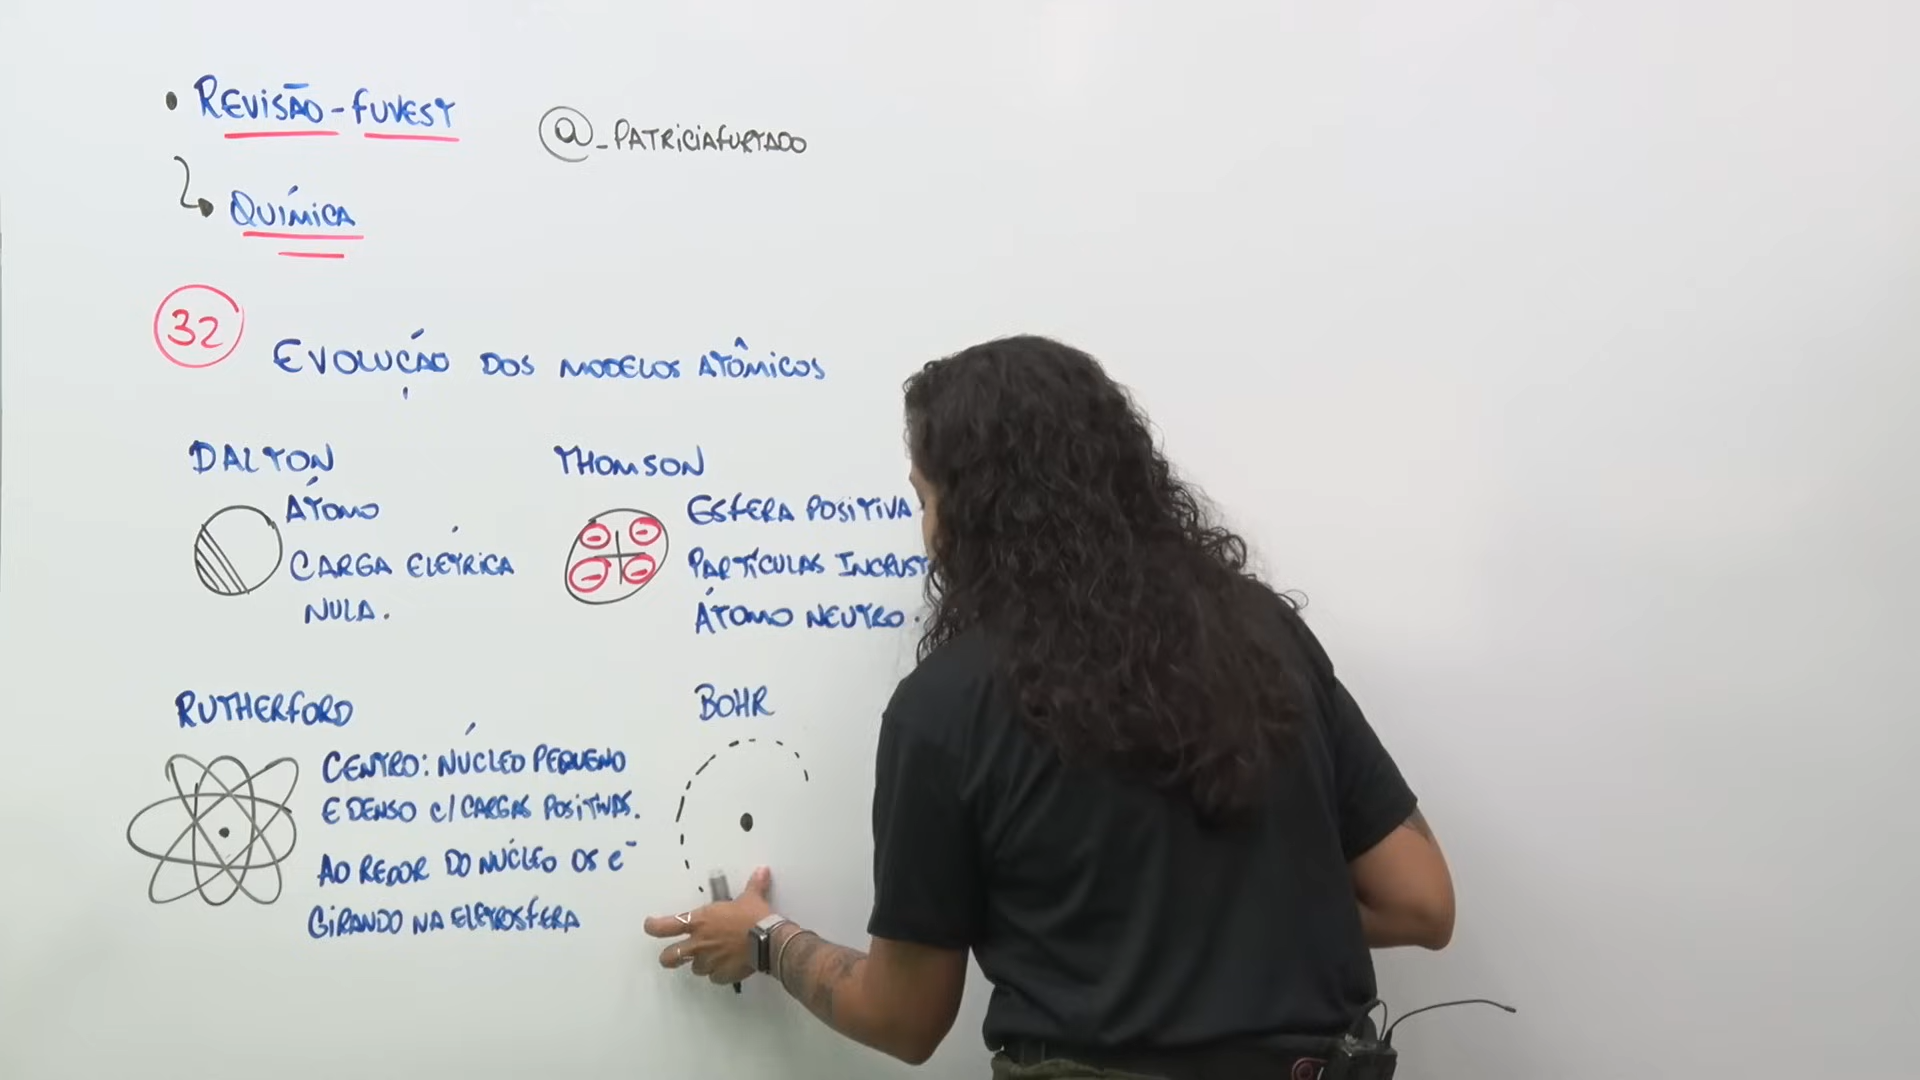 • REVISÃO - FUVEST
@_PATRICIAFURTADO
QUÍMICA
32
EVOLUÇÃO DOS MODELOS ATÔMICOS
DALTON
ÁTOMO
CARGA ELÉTRICA
NULA.
THOMSON
ESFERA POSITIVA
PARTÍCULAS INCRUST
ÁTOMO NEUTRO.
RUTHERFORD
CENTRO: NÚCLEO PEQUENO
E DENSO C/ CARGAS POSITIVAS.
AO REDOR DO NÚCLEO OS e⁻
GIRANDO NA ELETROSFERA
BOHR